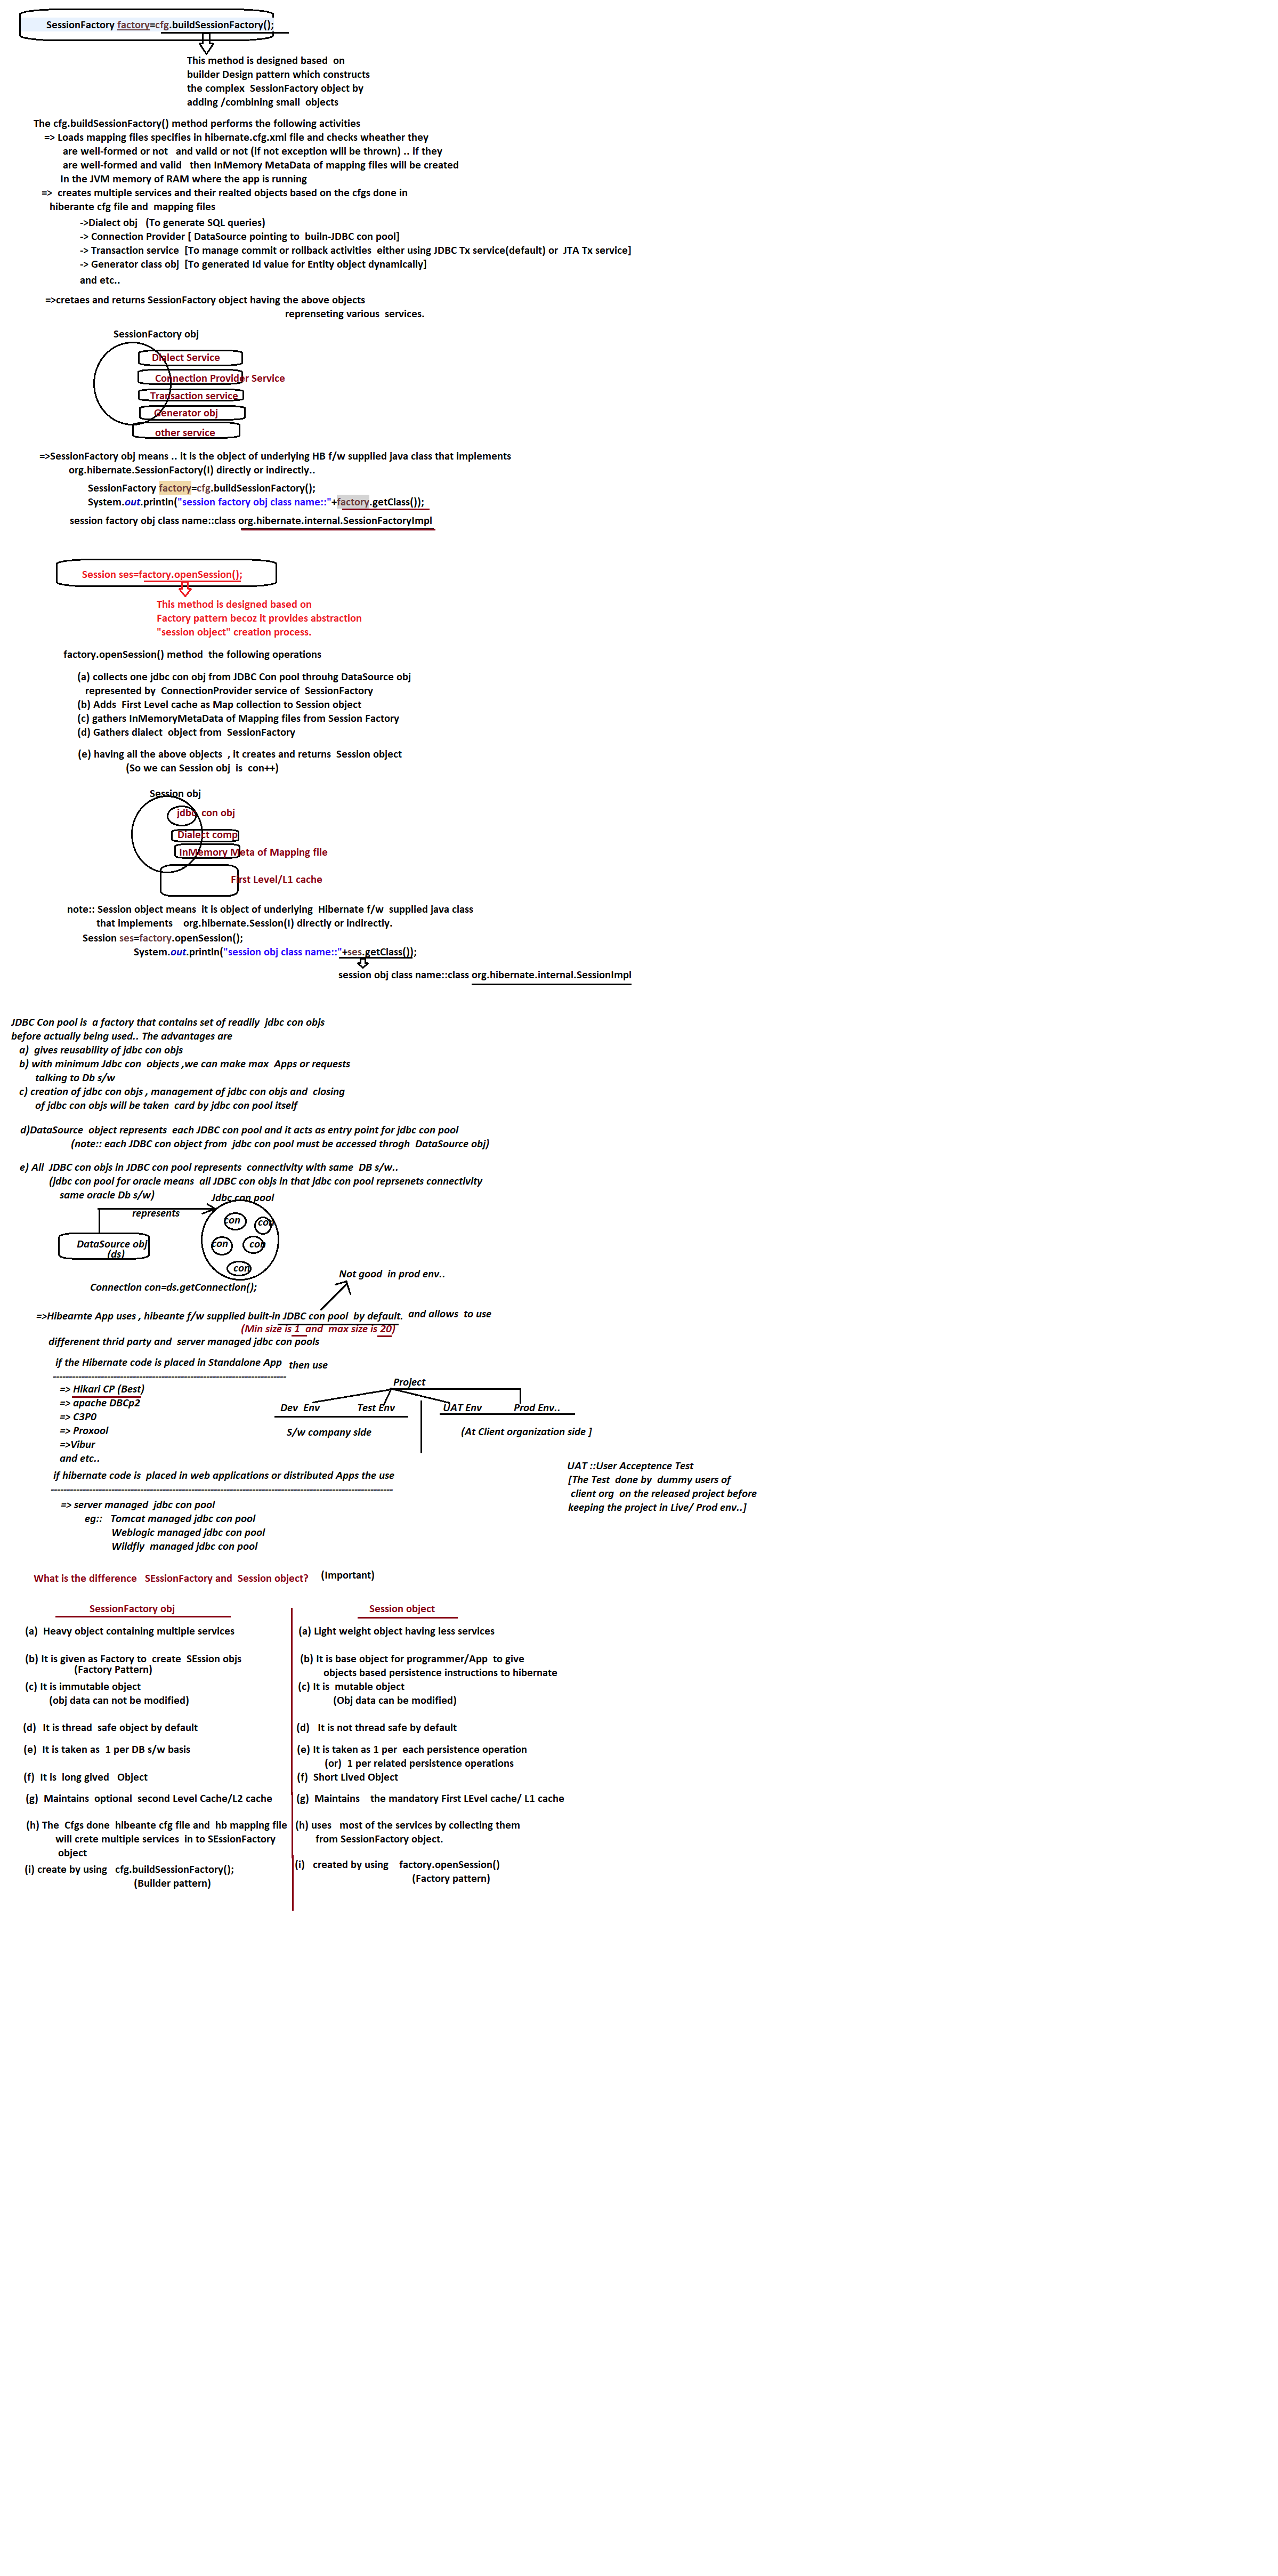 SessionFactory factory=cfg.buildSessionFactory();
This method is designed based on
builder Design pattern which constructs
the complex SessionFactory object by
adding /combining small objects
The cfg.buildSessionFactory() method performs the following activities
=> Loads mapping files specifies in hibernate.cfg.xml file and checks wheather they
are well-formed or not and valid or not (if not exception will be thrown) .. if they
are well-formed and valid then InMemory MetaData of mapping files will be created
In the JVM memory of RAM where the app is running
=> creates multiple services and their realted objects based on the cfgs done in
hiberante cfg file and mapping files
->Dialect obj (To generate SQL queries)
-> Connection Provider [ DataSource pointing to builn-JDBC con pool]
-> Transaction service [To manage commit or rollback activities either using JDBC Tx service(default) or JTA Tx service]
-> Generator class obj [To generated Id value for Entity object dynamically]
and etc..
=>cretaes and returns SessionFactory object having the above objects
reprenseting various services.
SessionFactory obj
Dialect Service
Connection Provider Service
Transaction service
Generator obj
other service
=>SessionFactory obj means .. it is the object of underlying HB f/w supplied java class that implements
org.hibernate.SessionFactory(I) directly or indirectly..
SessionFactory factory=cfg.buildSessionFactory();
System.out.println("session factory obj class name::"+factory.getClass());
session factory obj class name::class org.hibernate.internal.SessionFactoryImpl
Session ses=factory.openSession();
This method is designed based on
Factory pattern becoz it provides abstraction
"session object" creation process.
factory.openSession() method the following operations
(a) collects one jdbc con obj from JDBC Con pool throuhg DataSource obj
represented by ConnectionProvider service of SessionFactory
(b) Adds First Level cache as Map collection to Session object
(c) gathers InMemoryMetaData of Mapping files from Session Factory
(d) Gathers dialect object from SessionFactory
(e) having all the above objects , it creates and returns Session object
(So we can Session obj is con++)
Session obj
jdbc con obj
Dialect comp
InMemory Meta of Mapping file
First Level/L1 cache
note:: Session object means it is object of underlying Hibernate f/w supplied java class
that implements org.hibernate.Session(I) directly or indirectly.
Session ses=factory.openSession();
System.out.println("session obj class name::"+ses.getClass());
session obj class name::class org.hibernate.internal.SessionImpl
JDBC Con pool is a factory that contains set of readily jdbc con objs
before actually being used.. The advantages are
a) gives reusability of jdbc con objs
b) with minimum Jdbc con objects ,we can make max Apps or requests
talking to Db s/w
c) creation of jdbc con objs , management of jdbc con objs and closing
of jdbc con objs will be taken card by jdbc con pool itself
d)DataSource object represents each JDBC con pool and it acts as entry point for jdbc con pool
(note:: each JDBC con object from jdbc con pool must be accessed throgh DataSource obj)
e) All JDBC con objs in JDBC con pool represents connectivity with same DB s/w..
(jdbc con pool for oracle means all JDBC con objs in that jdbc con pool reprsenets connectivity
same oracle Db s/w)
Jdbc con pool
represents
con con
DataSource obj
(ds)
con con
con
Connection con=ds.getConnection();
Not good in prod env..
=>Hibearnte App uses , hibeante f/w supplied built-in JDBC con pool by default. and allows to use
(Min size is 1 and max size is 20)
differenent thrid party and server managed jdbc con pools
if the Hibernate code is placed in Standalone App then use
----------------------------------------------------------------------
=> Hikari CP (Best)
=> apache DBCp2
=> C3P0
=> Proxool
=>Vibur
and etc..
Project
Dev Env Test Env UAT Env Prod Env..
S/w company side (At Client organization side ]
UAT ::User Acceptence Test
[The Test done by dummy users of
client org on the released project before
keeping the project in Live/ Prod env..]
if hibernate code is placed in web applications or distributed Apps the use
----------------------------------------------------------------------
=> server managed jdbc con pool
eg:: Tomcat managed jdbc con pool
Weblogic managed jdbc con pool
Wildfly managed jdbc con pool
What is the difference SEssionFactory and Session object? (Important)
SessionFactory obj
(a) Heavy object containing multiple services
(b) It is given as Factory to create SEssion objs
(Factory Pattern)
(c) It is immutable object
(obj data can not be modified)
(d) It is thread safe object by default
(e) It is taken as 1 per DB s/w basis
(f) It is long gived Object
(g) Maintains optional second Level Cache/L2 cache
(h) The Cfgs done hibeante cfg file and hb mapping file
will crete multiple services in to SEssionFactory
object
(i) create by using cfg.buildSessionFactory();
(Builder pattern)
Session object
(a) Light weight object having less services
(b) It is base object for programmer/App to give
objects based persistence instructions to hibernate
(c) It is mutable object
(Obj data can be modified)
(d) It is not thread safe by default
(e) It is taken as 1 per each persistence operation
(or) 1 per related persistence operations
(f) Short Lived Object
(g) Maintains the mandatory First LEvel cache/ L1 cache
(h) uses most of the services by collecting them
from SessionFactory object.
(i) created by using factory.openSession()
(Factory pattern)